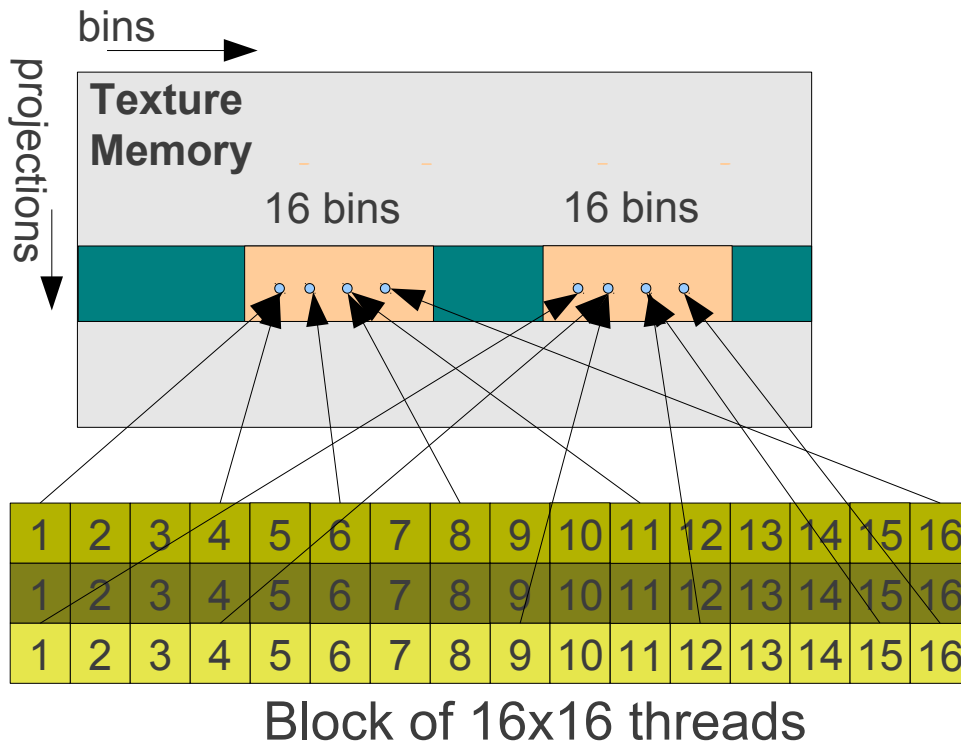 bins
projections
Texture
Memory
16 bins 16 bins
1 2 3 4 5 6 7 8 9 10 11 12 13 14 15 16
1 2 3 4 5 6 7 8 9 10 11 12 13 14 15 16
1 2 3 4 5 6 7 8 9 10 11 12 13 14 15 16
Block of 16x16 threads